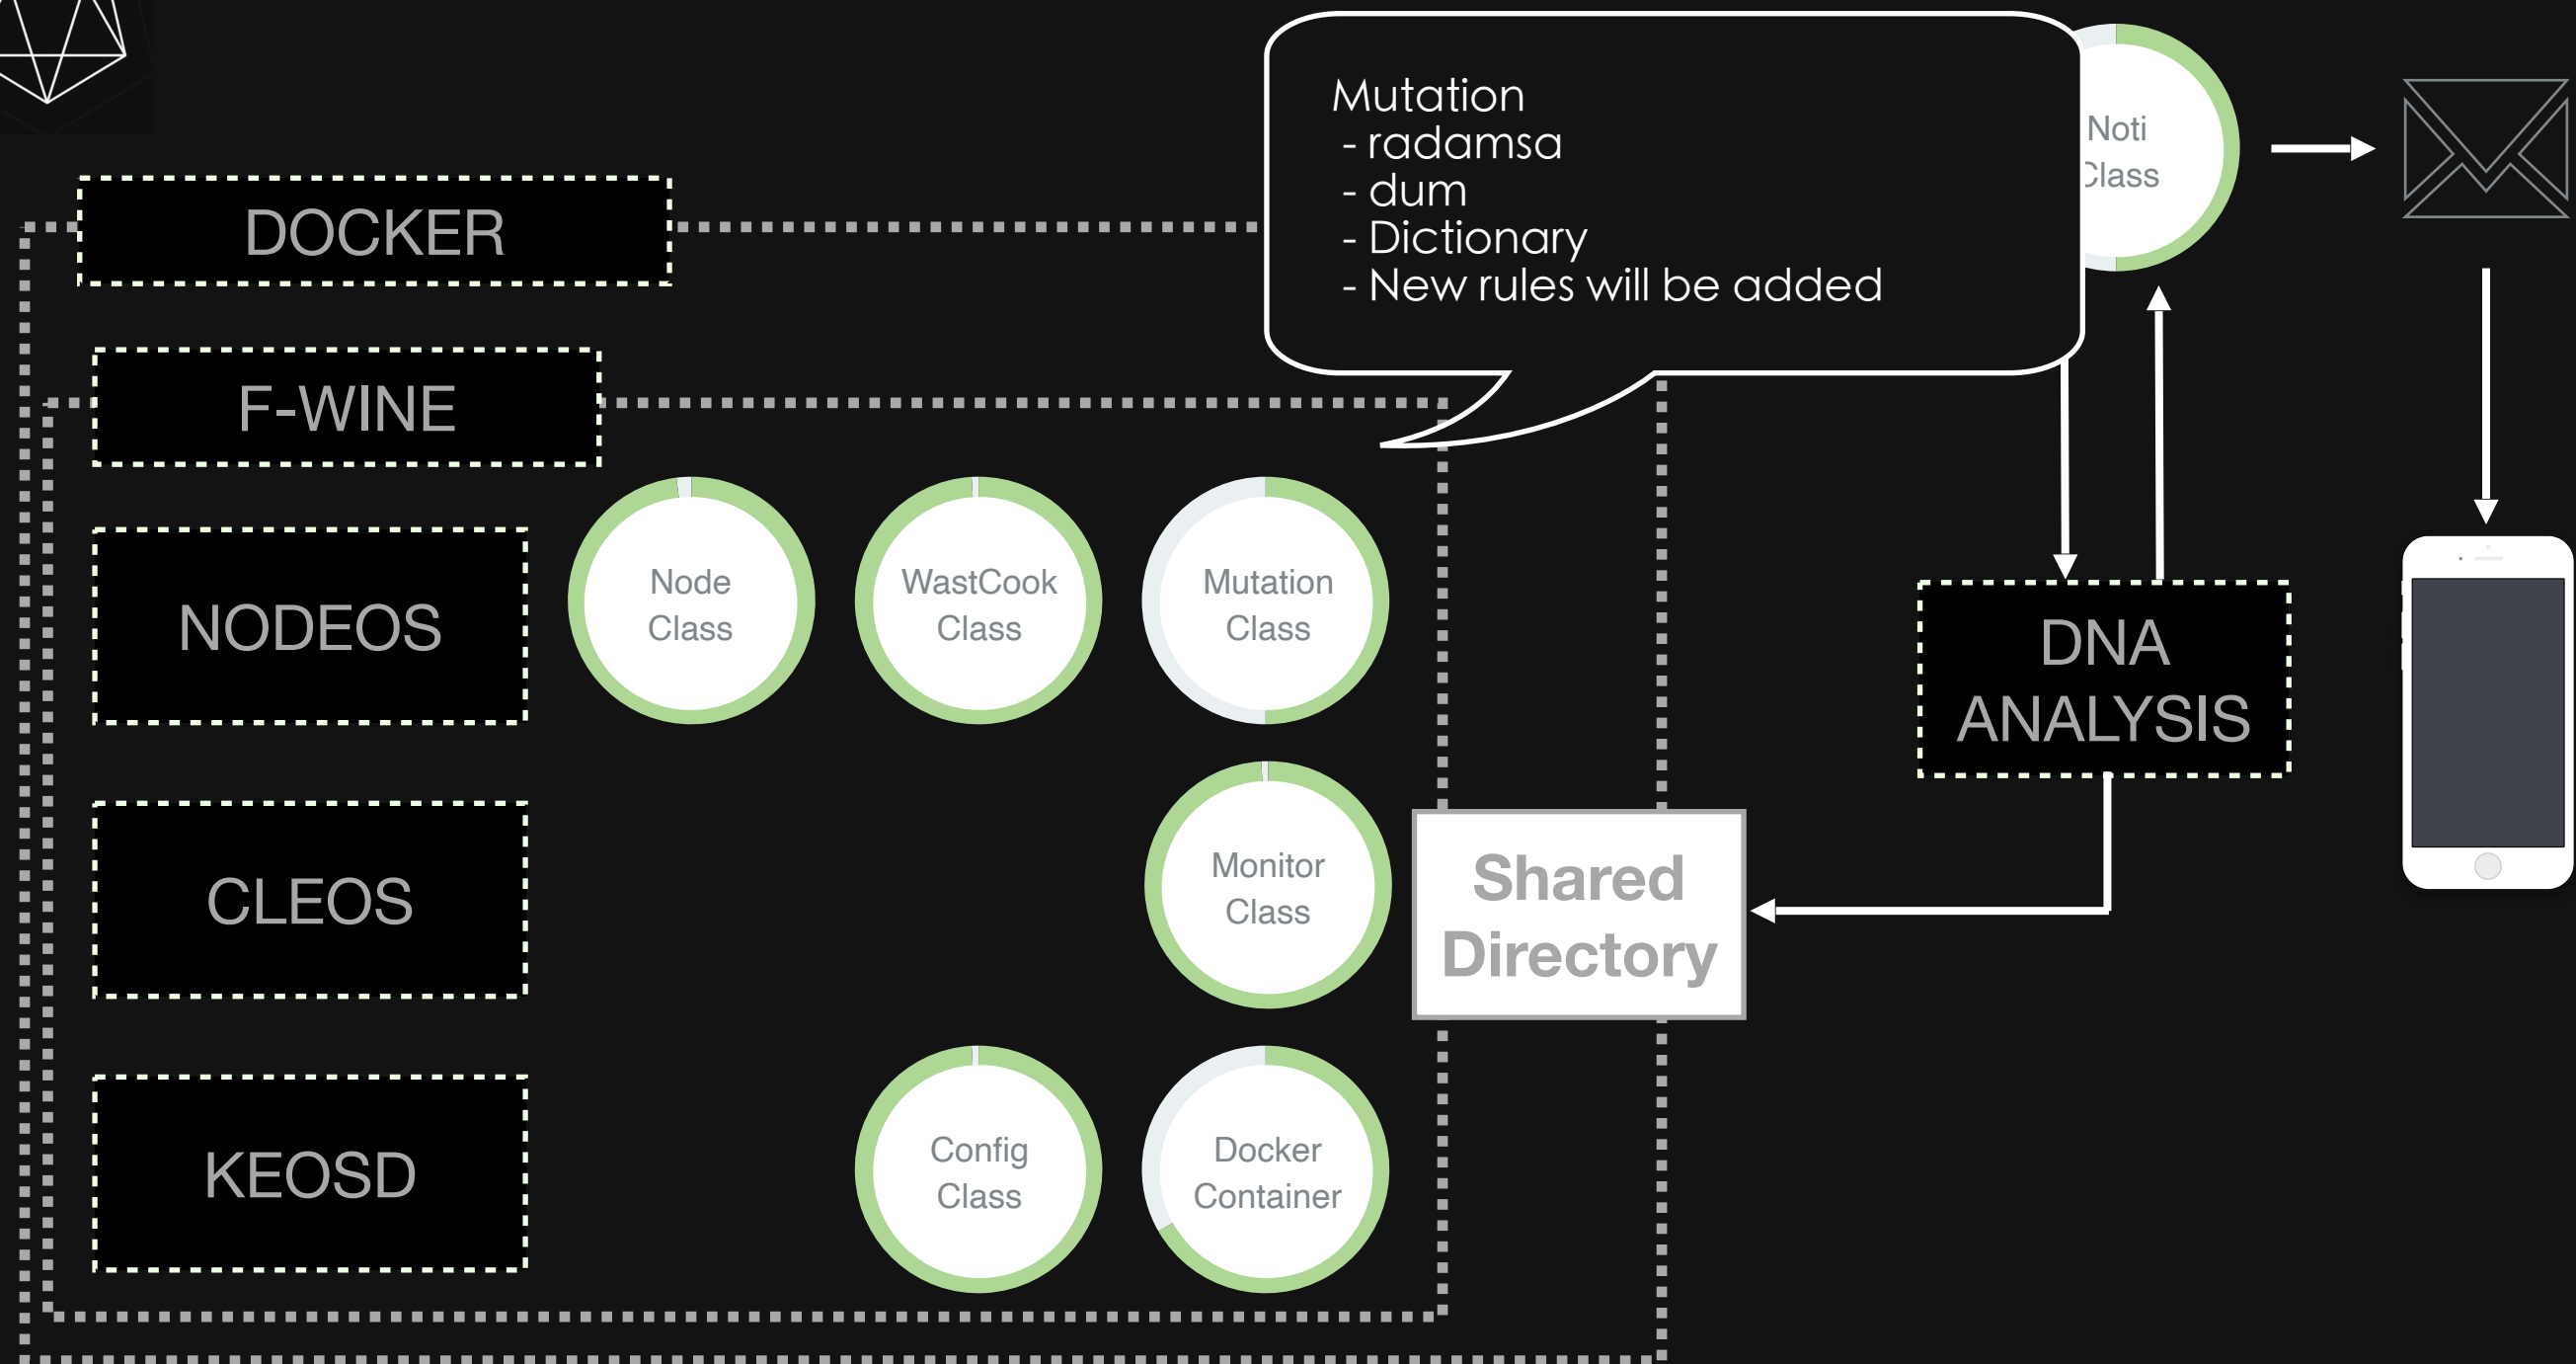 Mutation
- radamsa
- dum
- Dictionary
- New rules will be added
Noti
Class
DOCKER
F-WINE
NODEOS
Node
Class
WastCook
Class
Mutation
Class
DNA
ANALYSIS
CLEOS
Monitor
Class
Shared
Directory
KEOSD
Config
Class
Docker
Container